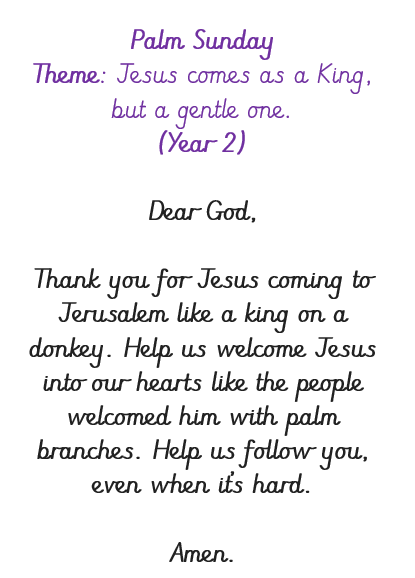 Palm Sunday
Theme: Jesus comes as a King,
but a gentle one.
(Year 2)
Dear God,
Thank you for Jesus coming to
Jerusalem like a king on a
donkey. Help us welcome Jesus
into our hearts like the people
welcomed him with palm
branches. Help us follow you,
even when it's hard.
Amen.